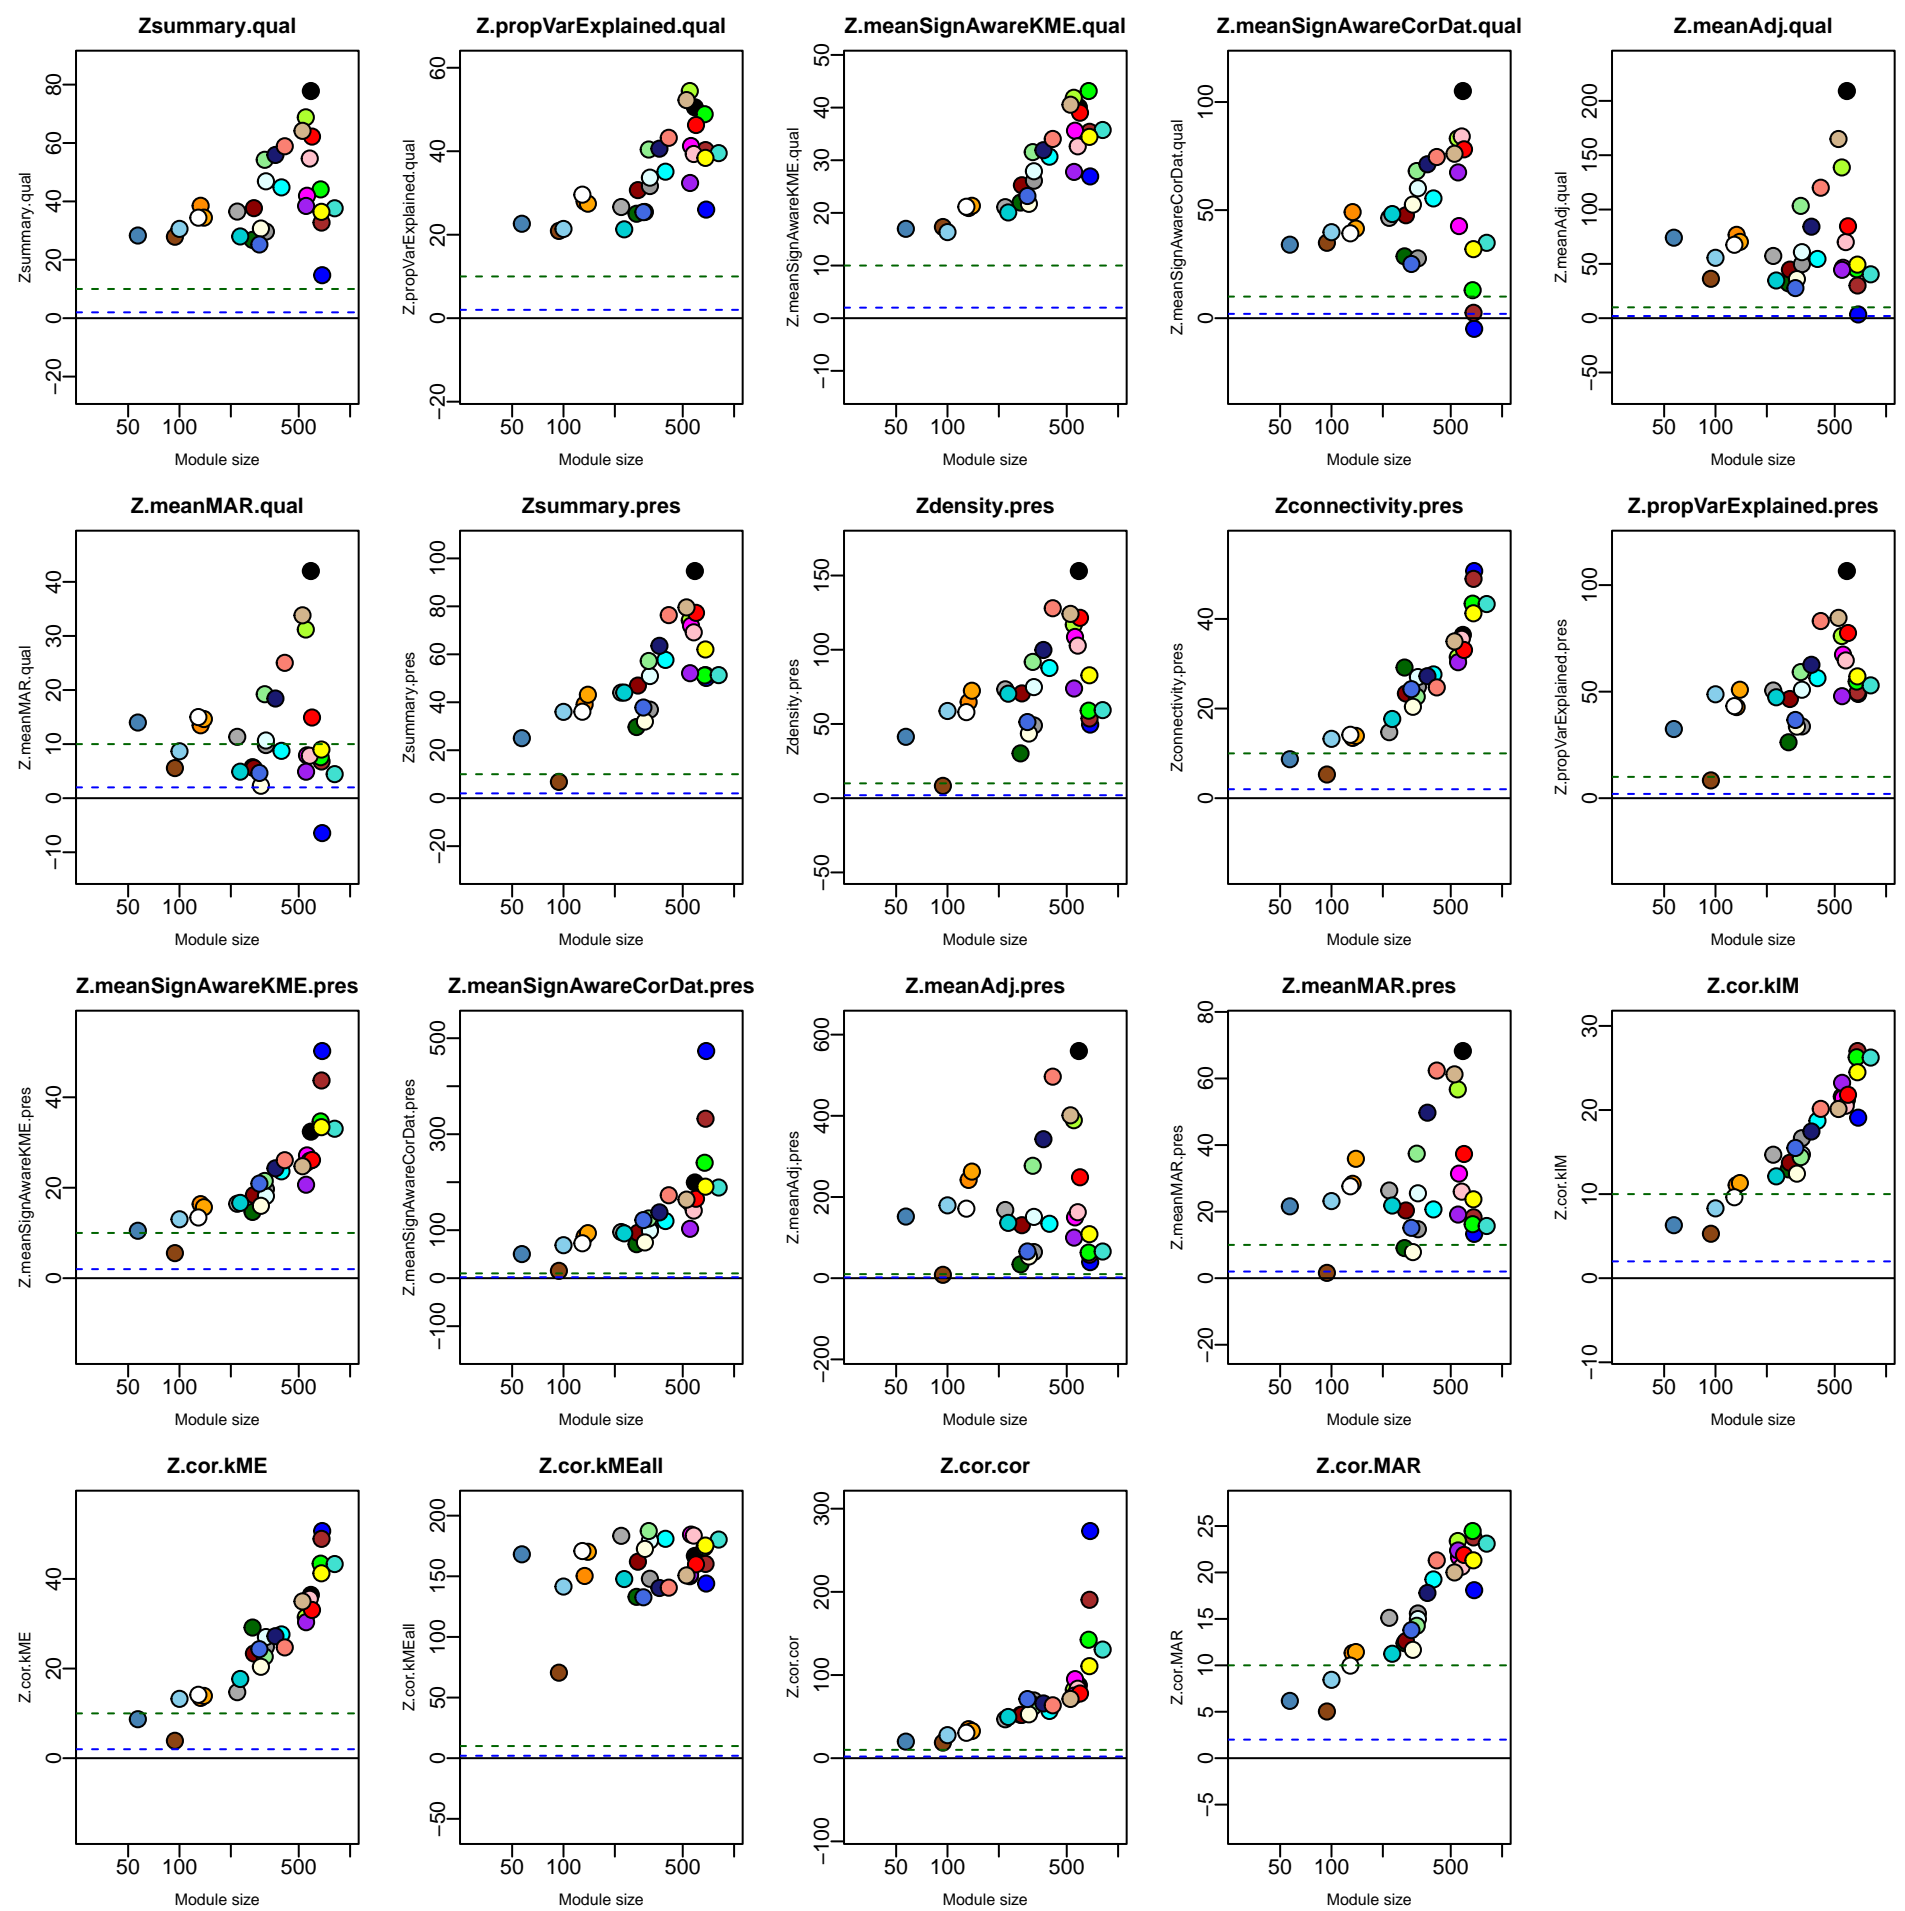 Zsummary.qual
Zsummary.qual
−20 0 20 40 60 80
50 100 500
Module size
Z.propVarExplained.qual
Z.propVarExplained.qual
−20 0 20 40 60
50 100 500
Module size
Z.meanSignAwareKME.qual
Z.meanSignAwareKME.qual
−10 0 10 20 30 40 50
50 100 500
Module size
Z.meanSignAwareCorDat.qual
Z.meanSignAwareCorDat.qual
0 50 100
50 100 500
Module size
Z.meanAdj.qual
Z.meanAdj.qual
−50 0 50 100 150 200
50 100 500
Module size
Z.meanMAR.qual
Z.meanMAR.qual
−10 0 10 20 30 40
50 100 500
Module size
Zsummary.pres
Zsummary.pres
−20 0 20 40 60 80 100
50 100 500
Module size
Zdensity.pres
Zdensity.pres
−50 0 50 100 150
50 100 500
Module size
Zconnectivity.pres
Zconnectivity.pres
0 20 40
50 100 500
Module size
Z.propVarExplained.pres
Z.propVarExplained.pres
0 50 100
50 100 500
Module size
Z.meanSignAwareKME.pres
Z.meanSignAwareKME.pres
0 20 40
50 100 500
Module size
Z.meanSignAwareCorDat.pres
Z.meanSignAwareCorDat.pres
−100 0 100 300 500
50 100 500
Module size
Z.meanAdj.pres
Z.meanAdj.pres
−200 0 200 400 600
50 100 500
Module size
Z.meanMAR.pres
Z.meanMAR.pres
−20 0 20 40 60 80
50 100 500
Module size
Z.cor.kIM
Z.cor.kIM
−10 0 10 20 30
50 100 500
Module size
Z.cor.kME
Z.cor.kME
0 20 40
50 100 500
Module size
Z.cor.kMEall
Z.cor.kMEall
−50 0 50 100 150 200
50 100 500
Module size
Z.cor.cor
Z.cor.cor
−100 0 100 200 300
50 100 500
Module size
Z.cor.MAR
Z.cor.MAR
−5 0 5 10 15 20 25
50 100 500
Module size